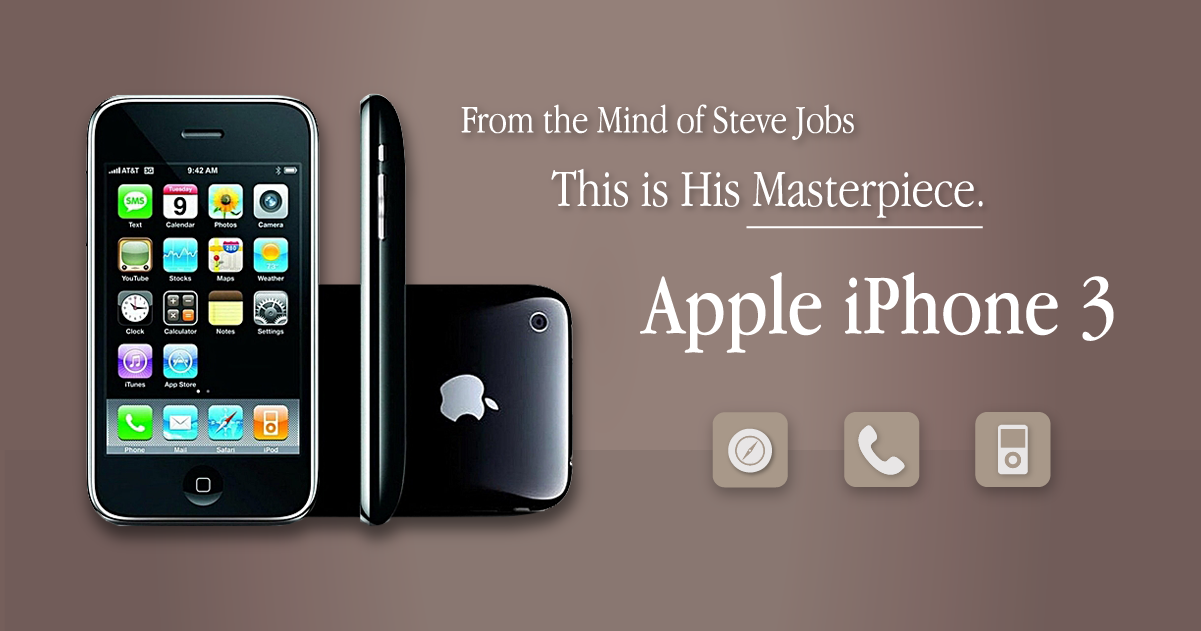 AT&T 3G 9:42 AM
SMS Tuesday 9 280 73°
Text Calendar Photos Camera
YouTube Stocks Maps Weather
Clock Calculator Notes Settings
iTunes App Store
Phone Mail Safari iPod
From the Mind of Steve Jobs
This is His Masterpiece.
Apple iPhone 3